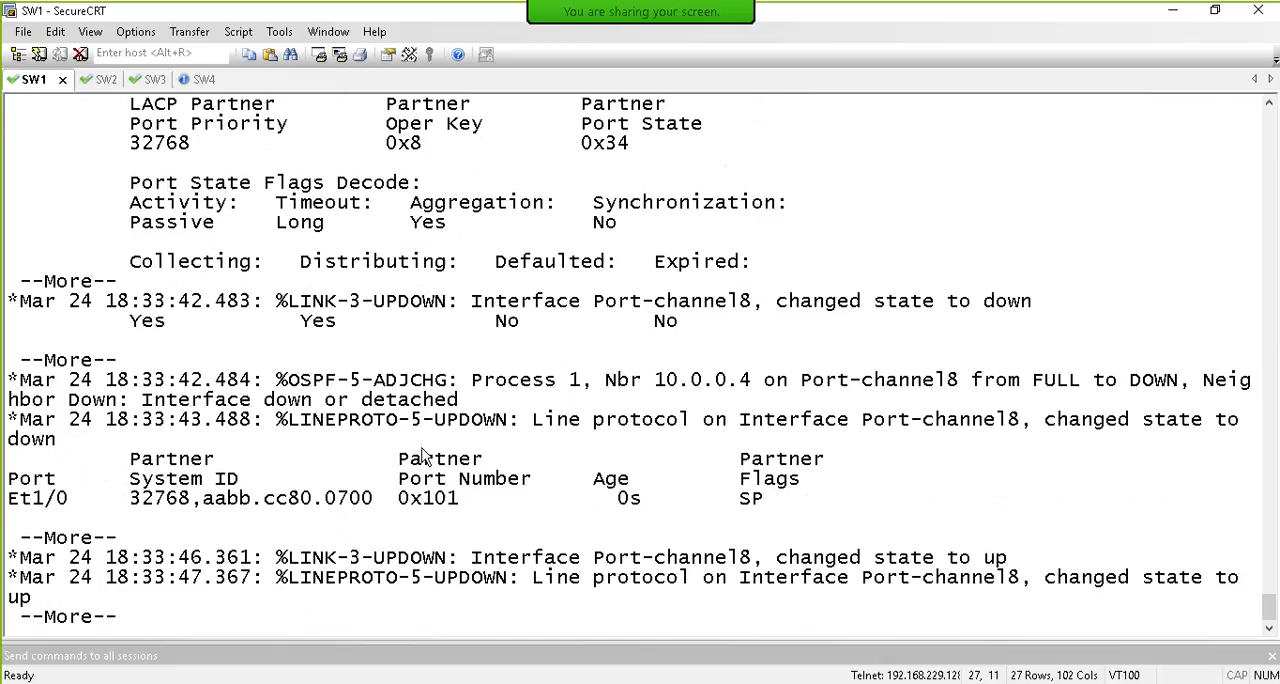 SW1 - SecureCRT
You are sharing your screen.
File Edit View Options Transfer Script Tools Window Help
Enter host <Alt+R>
SW1 SW2 SW3 SW4
LACP Partner Partner Partner
Port Priority Oper Key Port State
32768 0x8 0x34
Port State Flags Decode:
Activity: Timeout: Aggregation: Synchronization:
Passive Long Yes No
Collecting: Distributing: Defaulted: Expired:
--More--
*Mar 24 18:33:42.483: %LINK-3-UPDOWN: Interface Port-channel8, changed state to down
Yes Yes No No
--More--
*Mar 24 18:33:42.484: %OSPF-5-ADJCHG: Process 1, Nbr 10.0.0.4 on Port-channel8 from FULL to DOWN, Neig
hbor Down: Interface down or detached
*Mar 24 18:33:43.488: %LINEPROTO-5-UPDOWN: Line protocol on Interface Port-channel8, changed state to
down
Partner Partner Partner
Port System ID Port Number Age Flags
Et1/0 32768,aabb.cc80.0700 0x101 0s SP
--More--
*Mar 24 18:33:46.361: %LINK-3-UPDOWN: Interface Port-channel8, changed state to up
*Mar 24 18:33:47.367: %LINEPROTO-5-UPDOWN: Line protocol on Interface Port-channel8, changed state to
up
--More--
Send commands to all sessions
Ready Telnet: 192.168.229.12 27, 11 27 Rows, 102 Cols VT100 CAP NUM